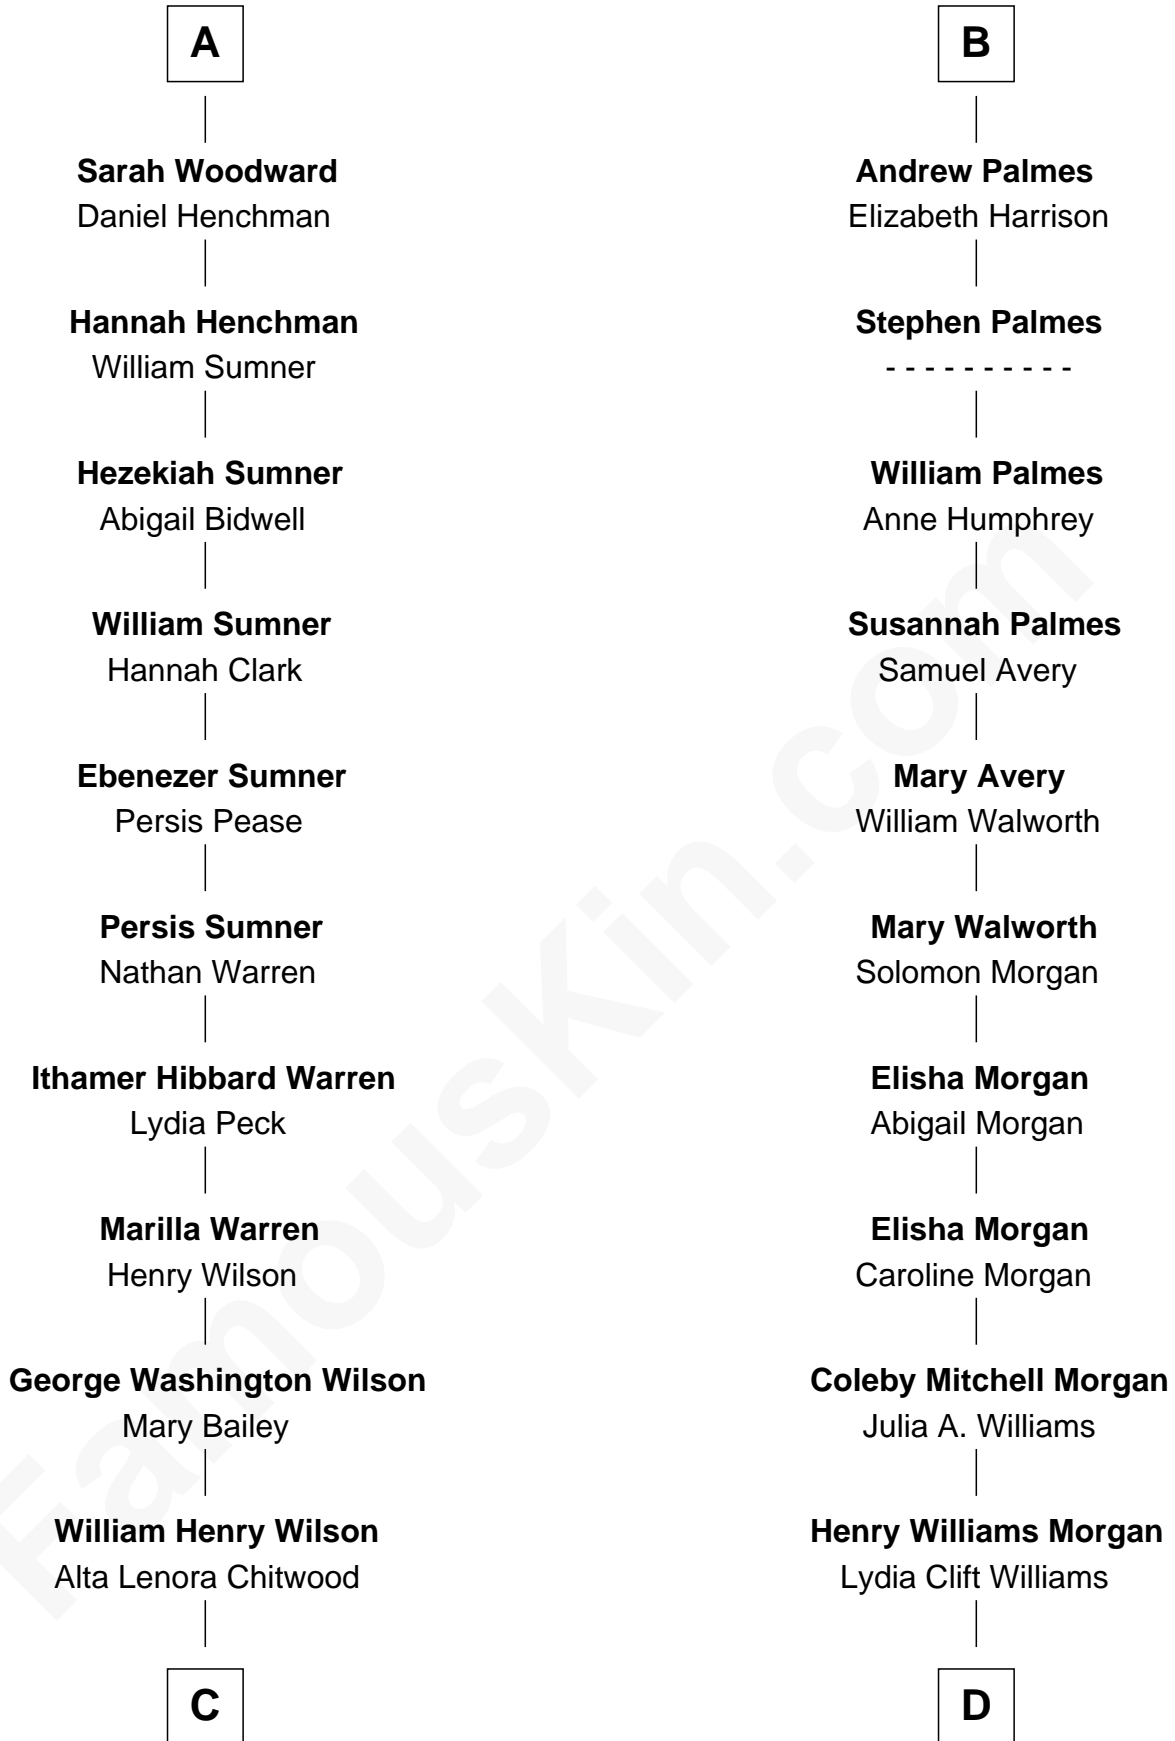 A
Sarah Woodward
Daniel Henchman
Hannah Henchman
William Sumner
Hezekiah Sumner
Abigail Bidwell
William Sumner
Hannah Clark
Ebenezer Sumner
Persis Pease
Persis Sumner
Nathan Warren
Ithamer Hibbard Warren
Lydia Peck
Marilla Warren
Henry Wilson
George Washington Wilson
Mary Bailey
William Henry Wilson
Alta Lenora Chitwood
C
B
Andrew Palmes
Elizabeth Harrison
Stephen Palmes
- - - - - - - - - -
William Palmes
Anne Humphrey
Susannah Palmes
Samuel Avery
Mary Avery
William Walworth
Mary Walworth
Solomon Morgan
Elisha Morgan
Abigail Morgan
Elisha Morgan
Caroline Morgan
Coleby Mitchell Morgan
Julia A. Williams
Henry Williams Morgan
Lydia Clift Williams
D
FamousKin.com